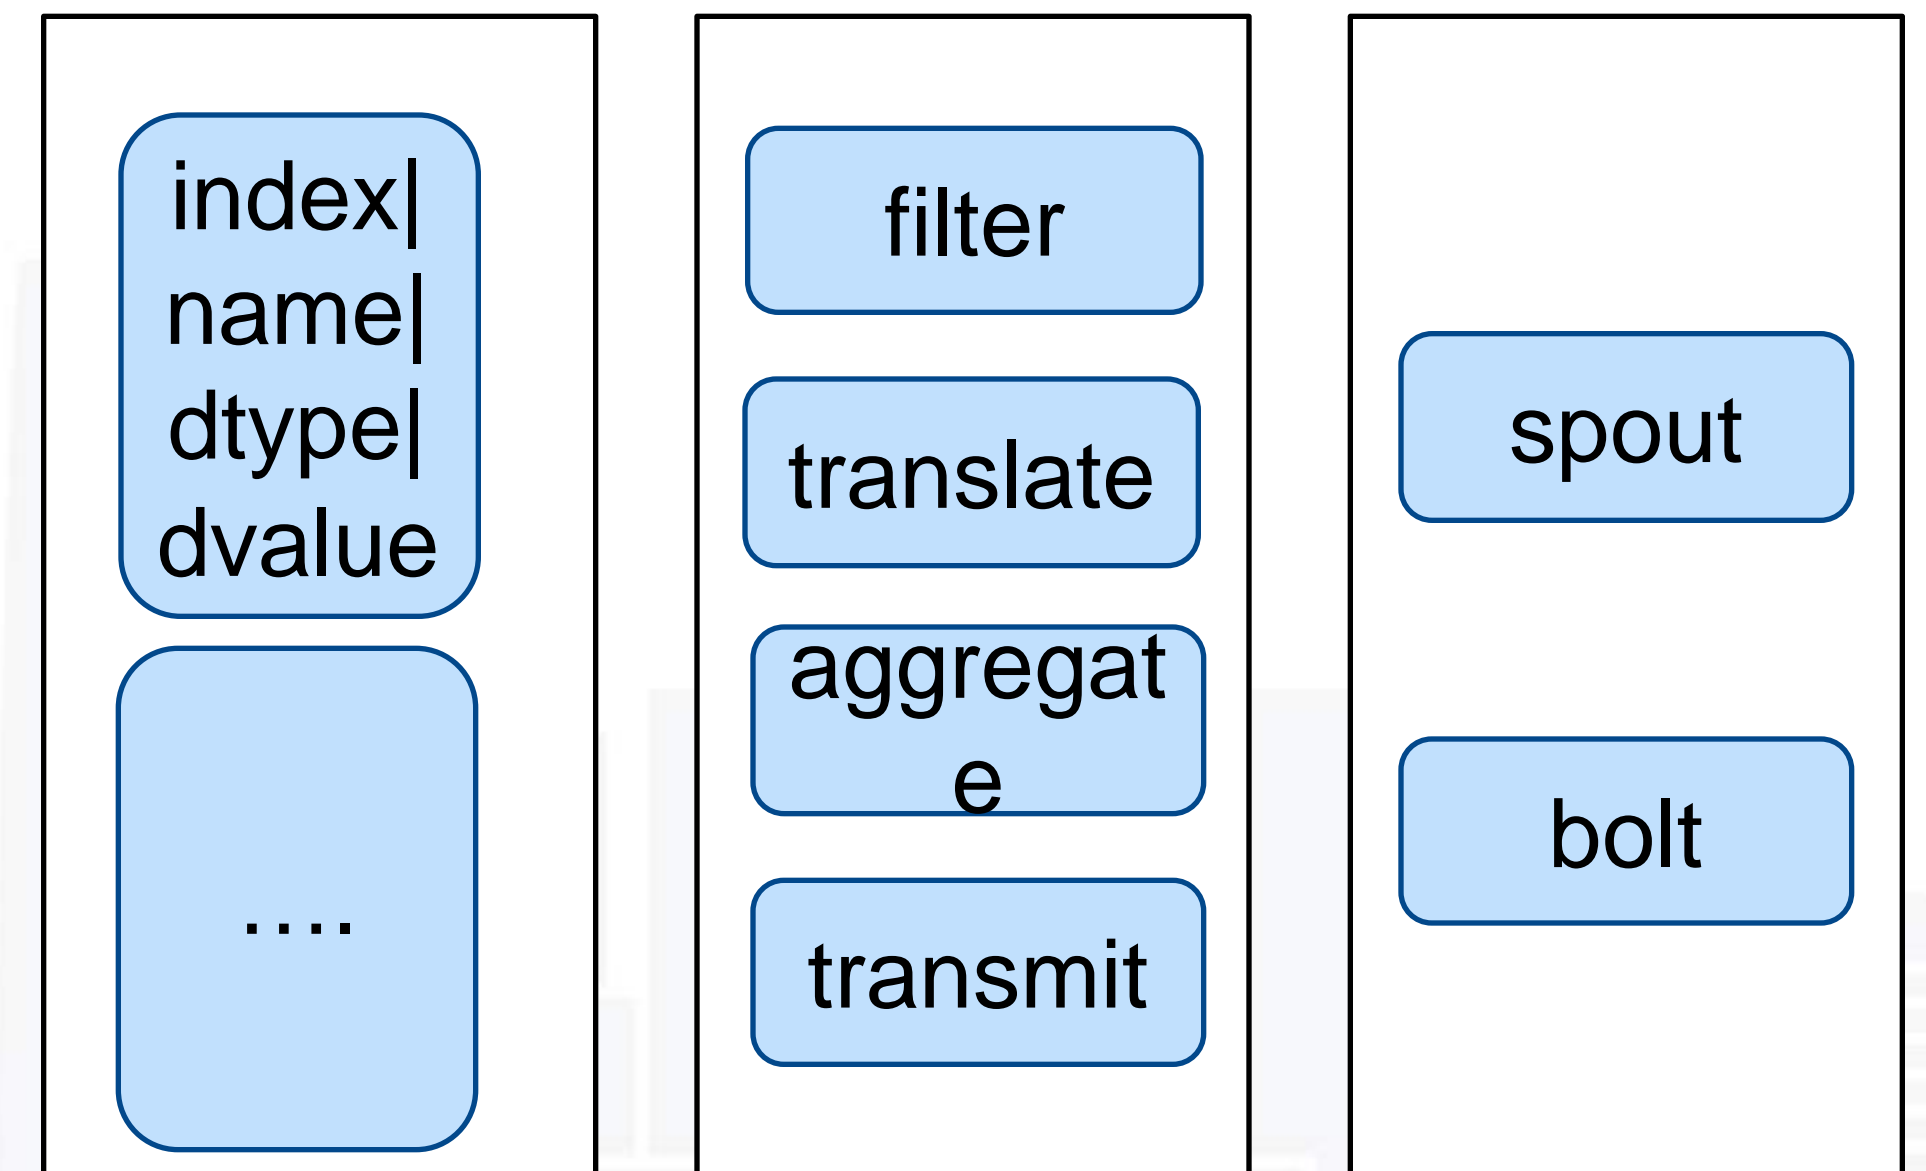 index|
name|
dtype|
dvalue
....
filter
translate
aggregat
e
transmit
spout
bolt